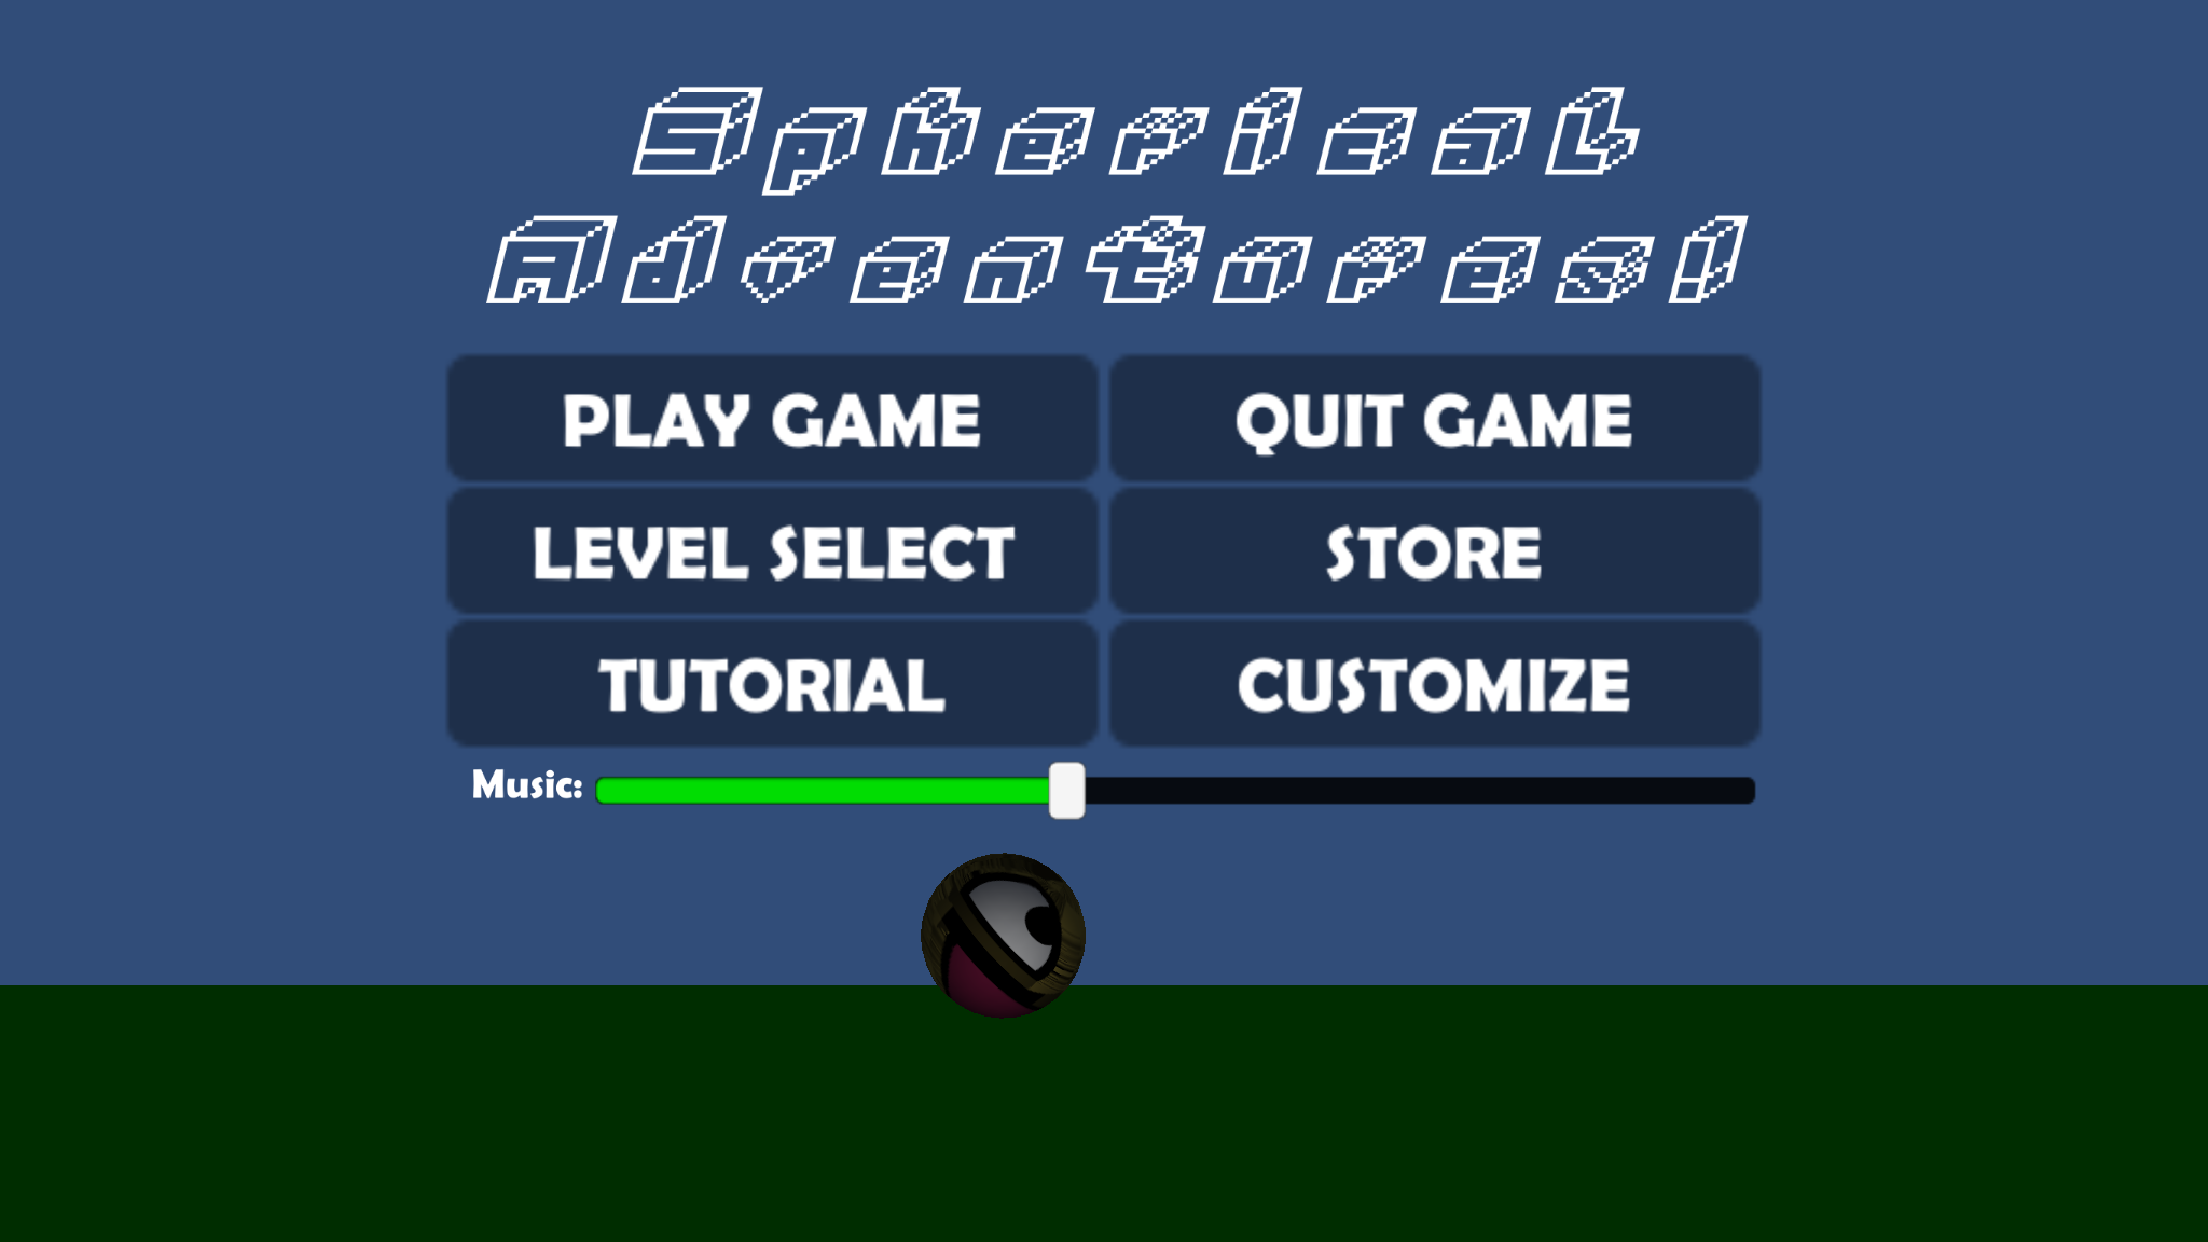 Spherical
Adventures!
PLAY GAME
QUIT GAME
LEVEL SELECT
STORE
TUTORIAL
CUSTOMIZE
Music: